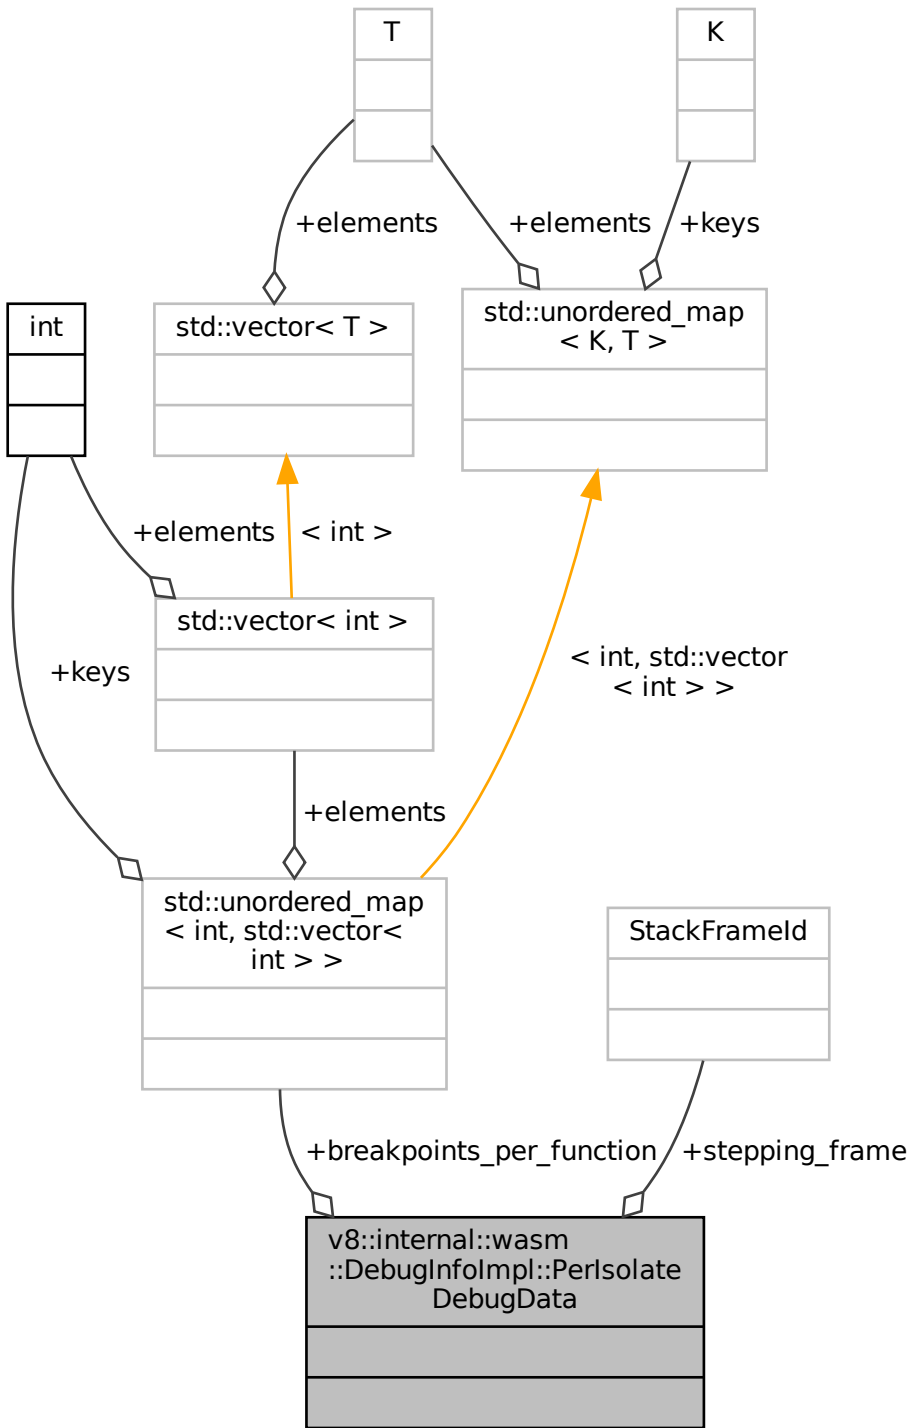 T
K
+elements
+elements
+keys
int
std::vector< T >
std::unordered_map
< K, T >
+elements
< int >
std::vector< int >
+keys
< int, std::vector
< int > >
+elements
std::unordered_map
< int, std::vector<
int > >
StackFrameId
+breakpoints_per_function
+stepping_frame
v8::internal::wasm
::DebugInfoImpl::PerIsolate
DebugData